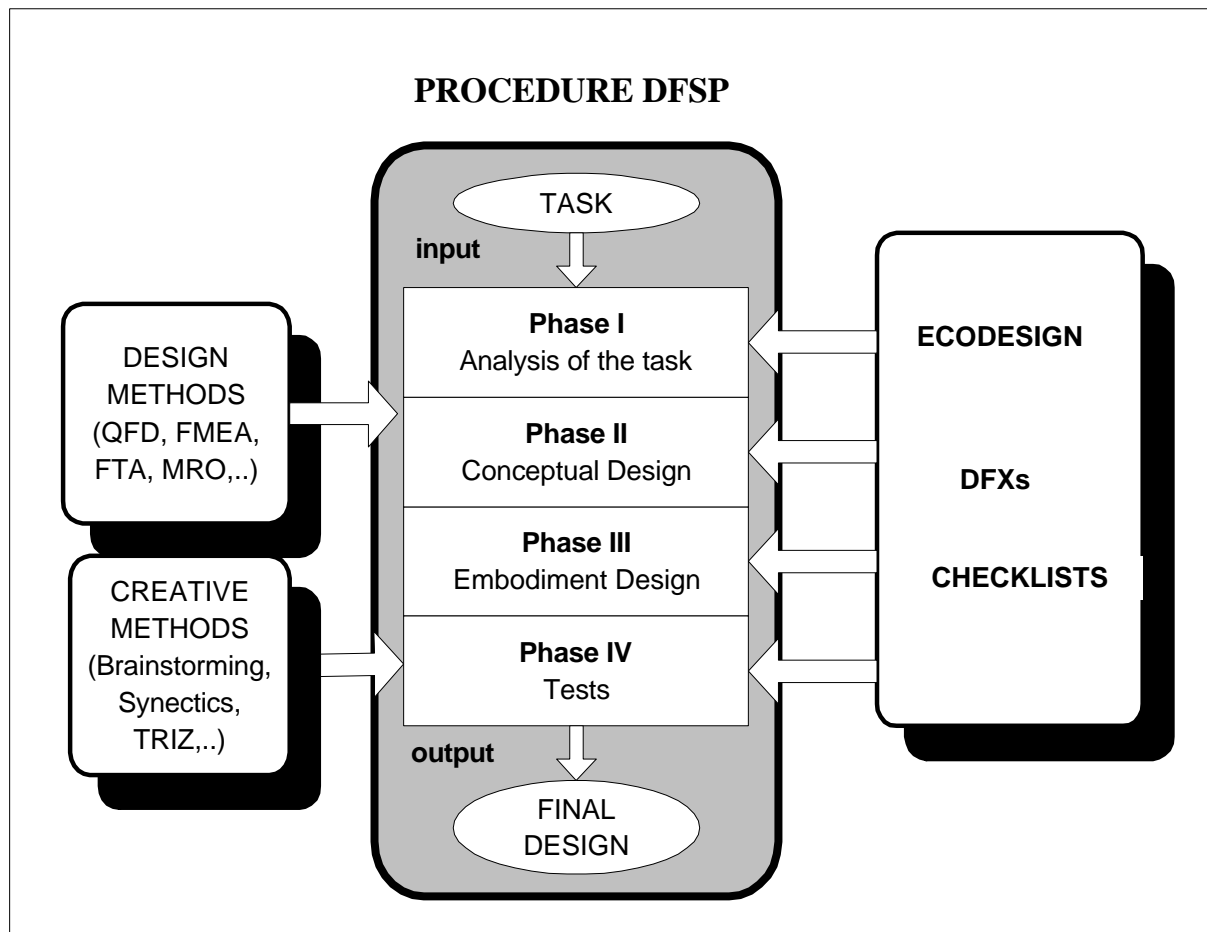 PROCEDURE DFSP
TASK
input
Phase I
Analysis of the task
Phase II
Conceptual Design
Phase III
Embodiment Design
Phase IV
Tests
output
FINAL
DESIGN
DESIGN
METHODS
(QFD, FMEA,
FTA, MRO,..)
CREATIVE
METHODS
(Brainstorming,
Synectics,
TRIZ,..)
ECODESIGN
DFXs
CHECKLISTS